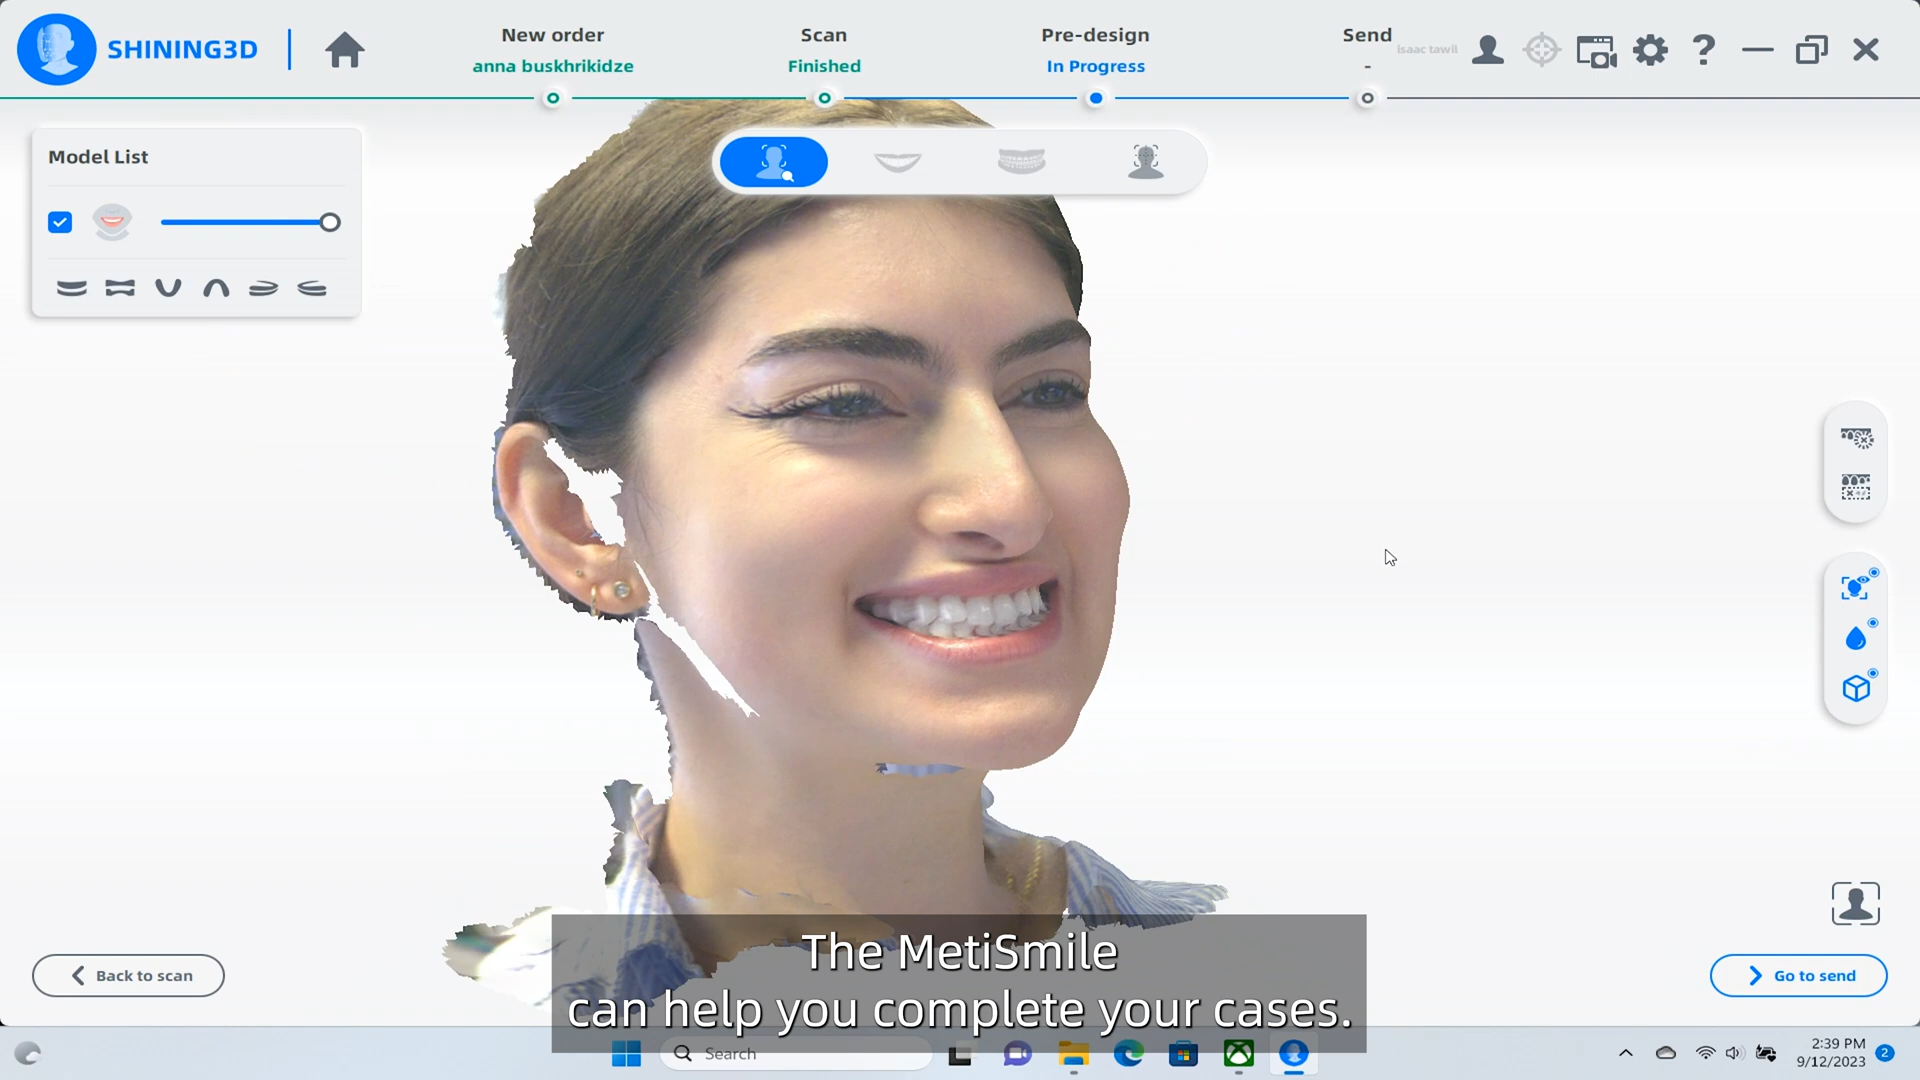 SHINING3D
New order
anna buskhrikidze
Scan
Finished
Pre-design
In Progress
Send
-
isaac tawil
Model List
Back to scan
Go to send
The MetiSmile
can help you complete your cases.
Search
2:39 PM
9/12/2023
2